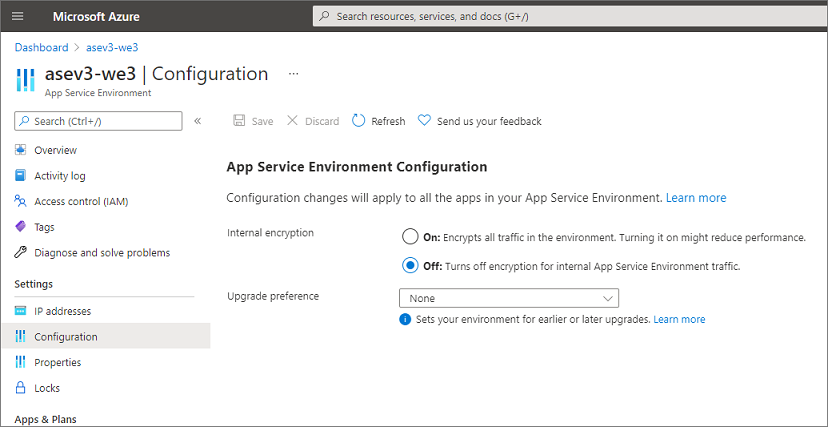 Microsoft Azure
Search resources, services, and docs (G+/)
Dashboard > asev3-we3
asev3-we3 | Configuration ...
App Service Environment
Search (Ctrl+/) «
Save Discard Refresh Send us your feedback
Overview
Activity log
Access control (IAM)
Tags
Diagnose and solve problems
Settings
IP addresses
Configuration
Properties
Locks
Apps & Plans
App Service Environment Configuration
Configuration changes will apply to all the apps in your App Service Environment. Learn more
Internal encryption
On: Encrypts all traffic in the environment. Turning it on might reduce performance.
Off: Turns off encryption for internal App Service Environment traffic.
Upgrade preference
None
Sets your environment for earlier or later upgrades. Learn more